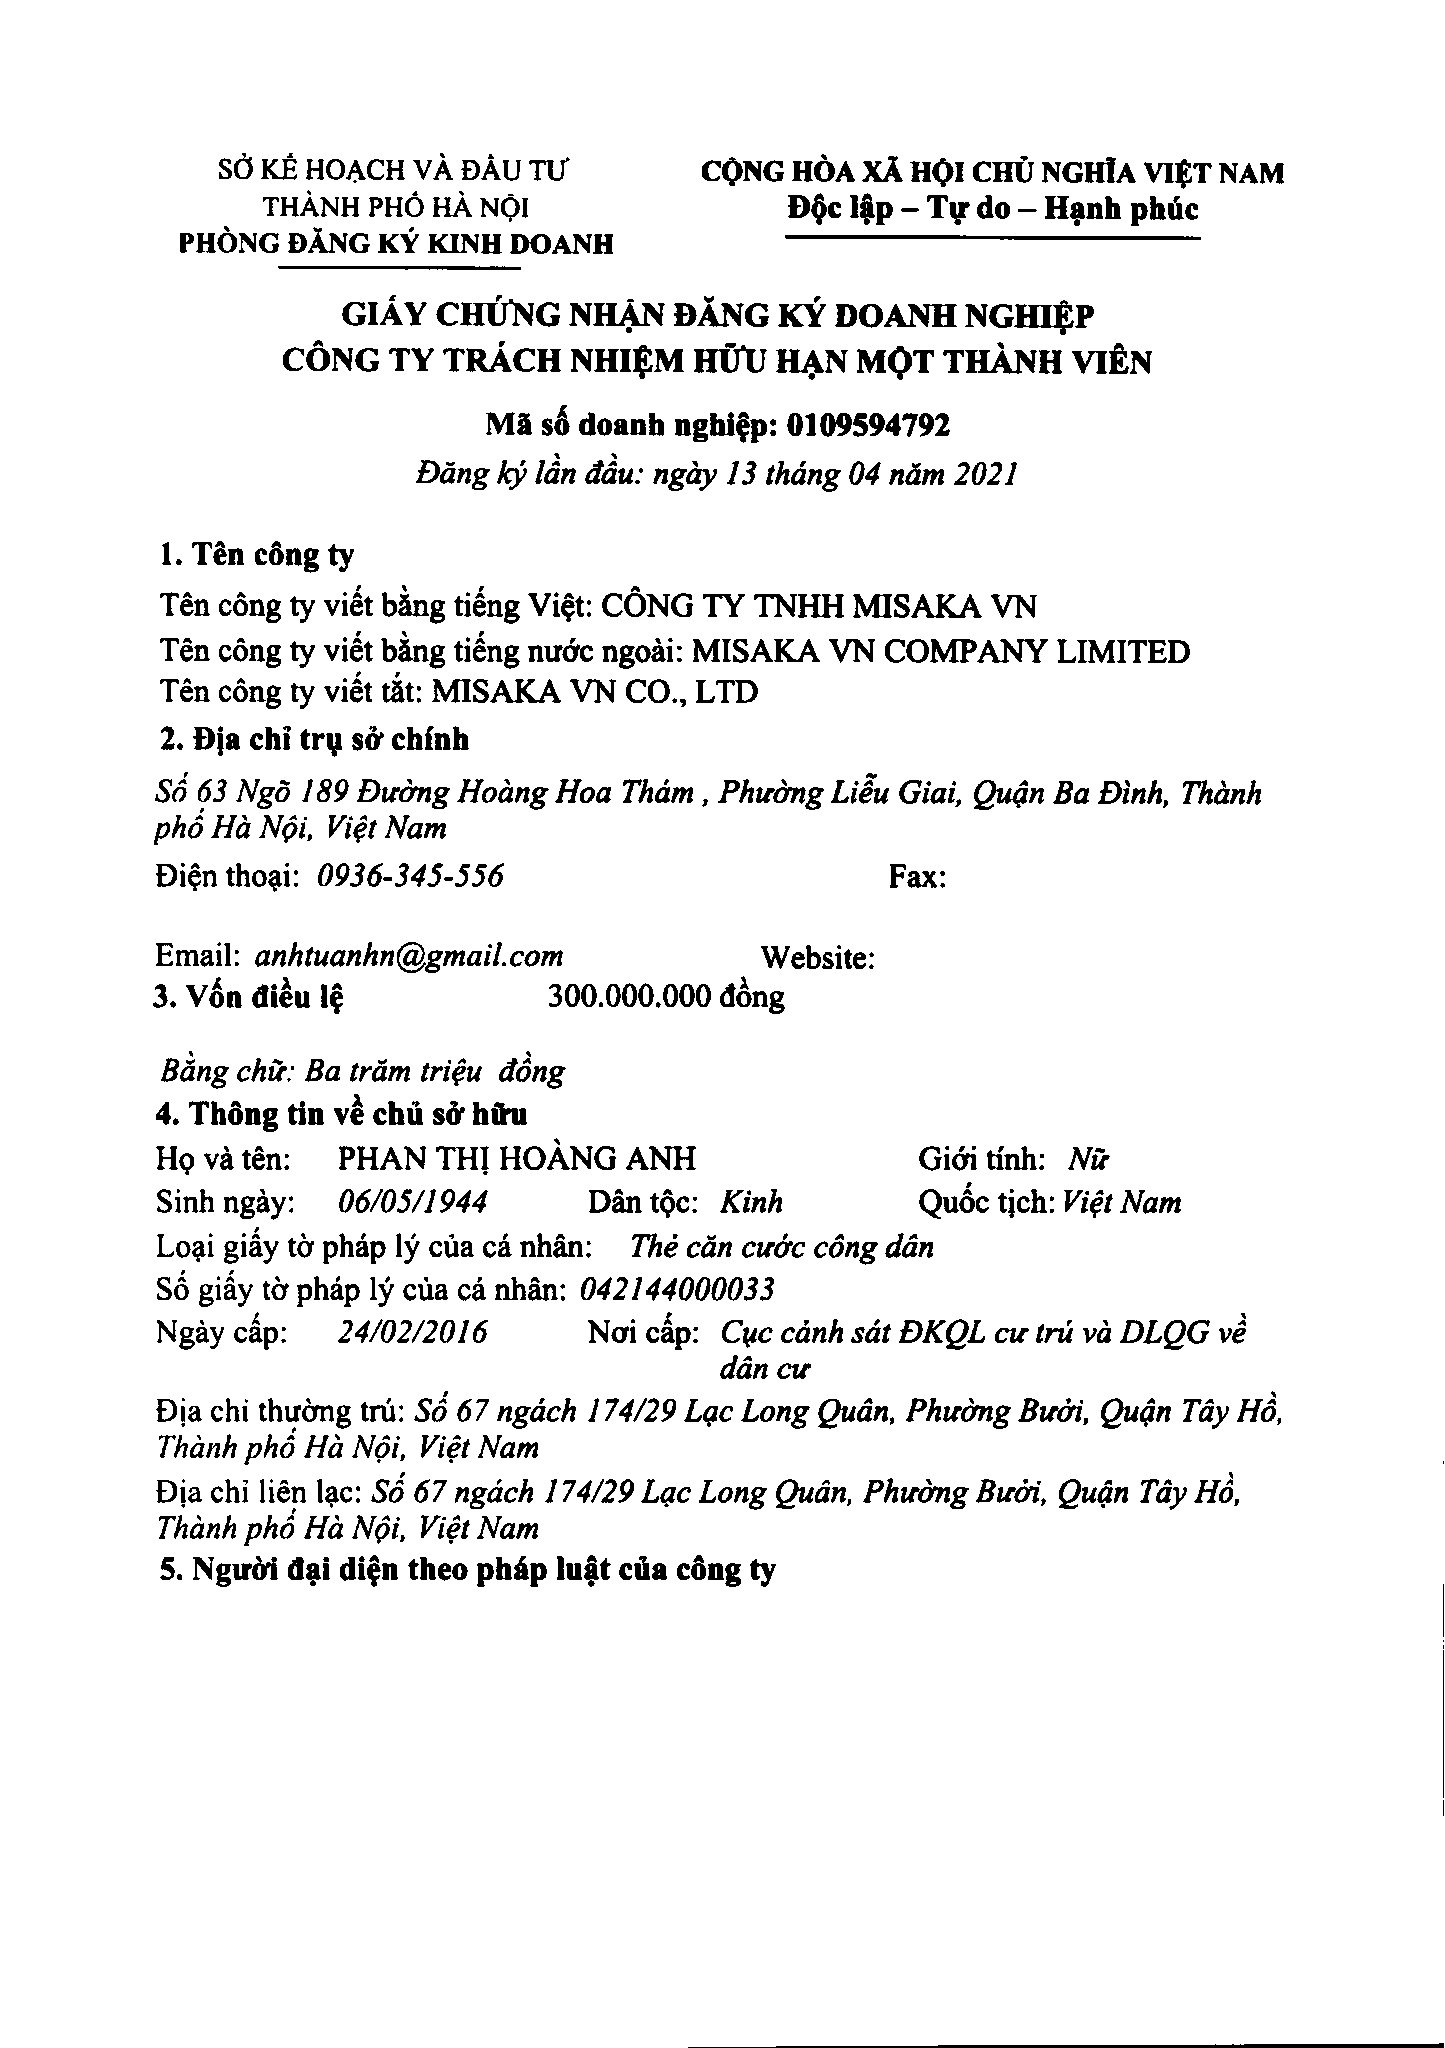 SỞ KẾ HOẠCH VÀ ĐẦU TƯ
THÀNH PHỐ HÀ NỘI
PHÒNG ĐĂNG KÝ KINH DOANH
CỘNG HÒA XÃ HỘI CHỦ NGHĨA VIỆT NAM
Độc lập – Tự do – Hạnh phúc
GIẤY CHỨNG NHẬN ĐĂNG KÝ DOANH NGHIỆP
CÔNG TY TRÁCH NHIỆM HỮU HẠN MỘT THÀNH VIÊN
Mã số doanh nghiệp: 0109594792
Đăng ký lần đầu: ngày 13 tháng 04 năm 2021
1. Tên công ty
Tên công ty viết bằng tiếng Việt: CÔNG TY TNHH MISAKA VN
Tên công ty viết bằng tiếng nước ngoài: MISAKA VN COMPANY LIMITED
Tên công ty viết tắt: MISAKA VN CO., LTD
2. Địa chỉ trụ sở chính
Số 63 Ngõ 189 Đường Hoàng Hoa Thám , Phường Liễu Giai, Quận Ba Đình, Thành
phố Hà Nội, Việt Nam
Điện thoại: 0936-345-556 Fax:
Email: anhtuanhn@gmail.com Website:
3. Vốn điều lệ 300.000.000 đồng
Bằng chữ: Ba trăm triệu đồng
4. Thông tin về chủ sở hữu
Họ và tên: PHAN THỊ HOÀNG ANH Giới tính: Nữ
Sinh ngày: 06/05/1944 Dân tộc: Kinh Quốc tịch: Việt Nam
Loại giấy tờ pháp lý của cá nhân: Thẻ căn cước công dân
Số giấy tờ pháp lý của cá nhân: 042144000033
Ngày cấp: 24/02/2016 Nơi cấp: Cục cảnh sát ĐKQL cư trú và DLQG về
dân cư
Địa chỉ thường trú: Số 67 ngách 174/29 Lạc Long Quân, Phường Bưởi, Quận Tây Hồ,
Thành phố Hà Nội, Việt Nam
Địa chỉ liên lạc: Số 67 ngách 174/29 Lạc Long Quân, Phường Bưởi, Quận Tây Hồ,
Thành phố Hà Nội, Việt Nam
5. Người đại diện theo pháp luật của công ty